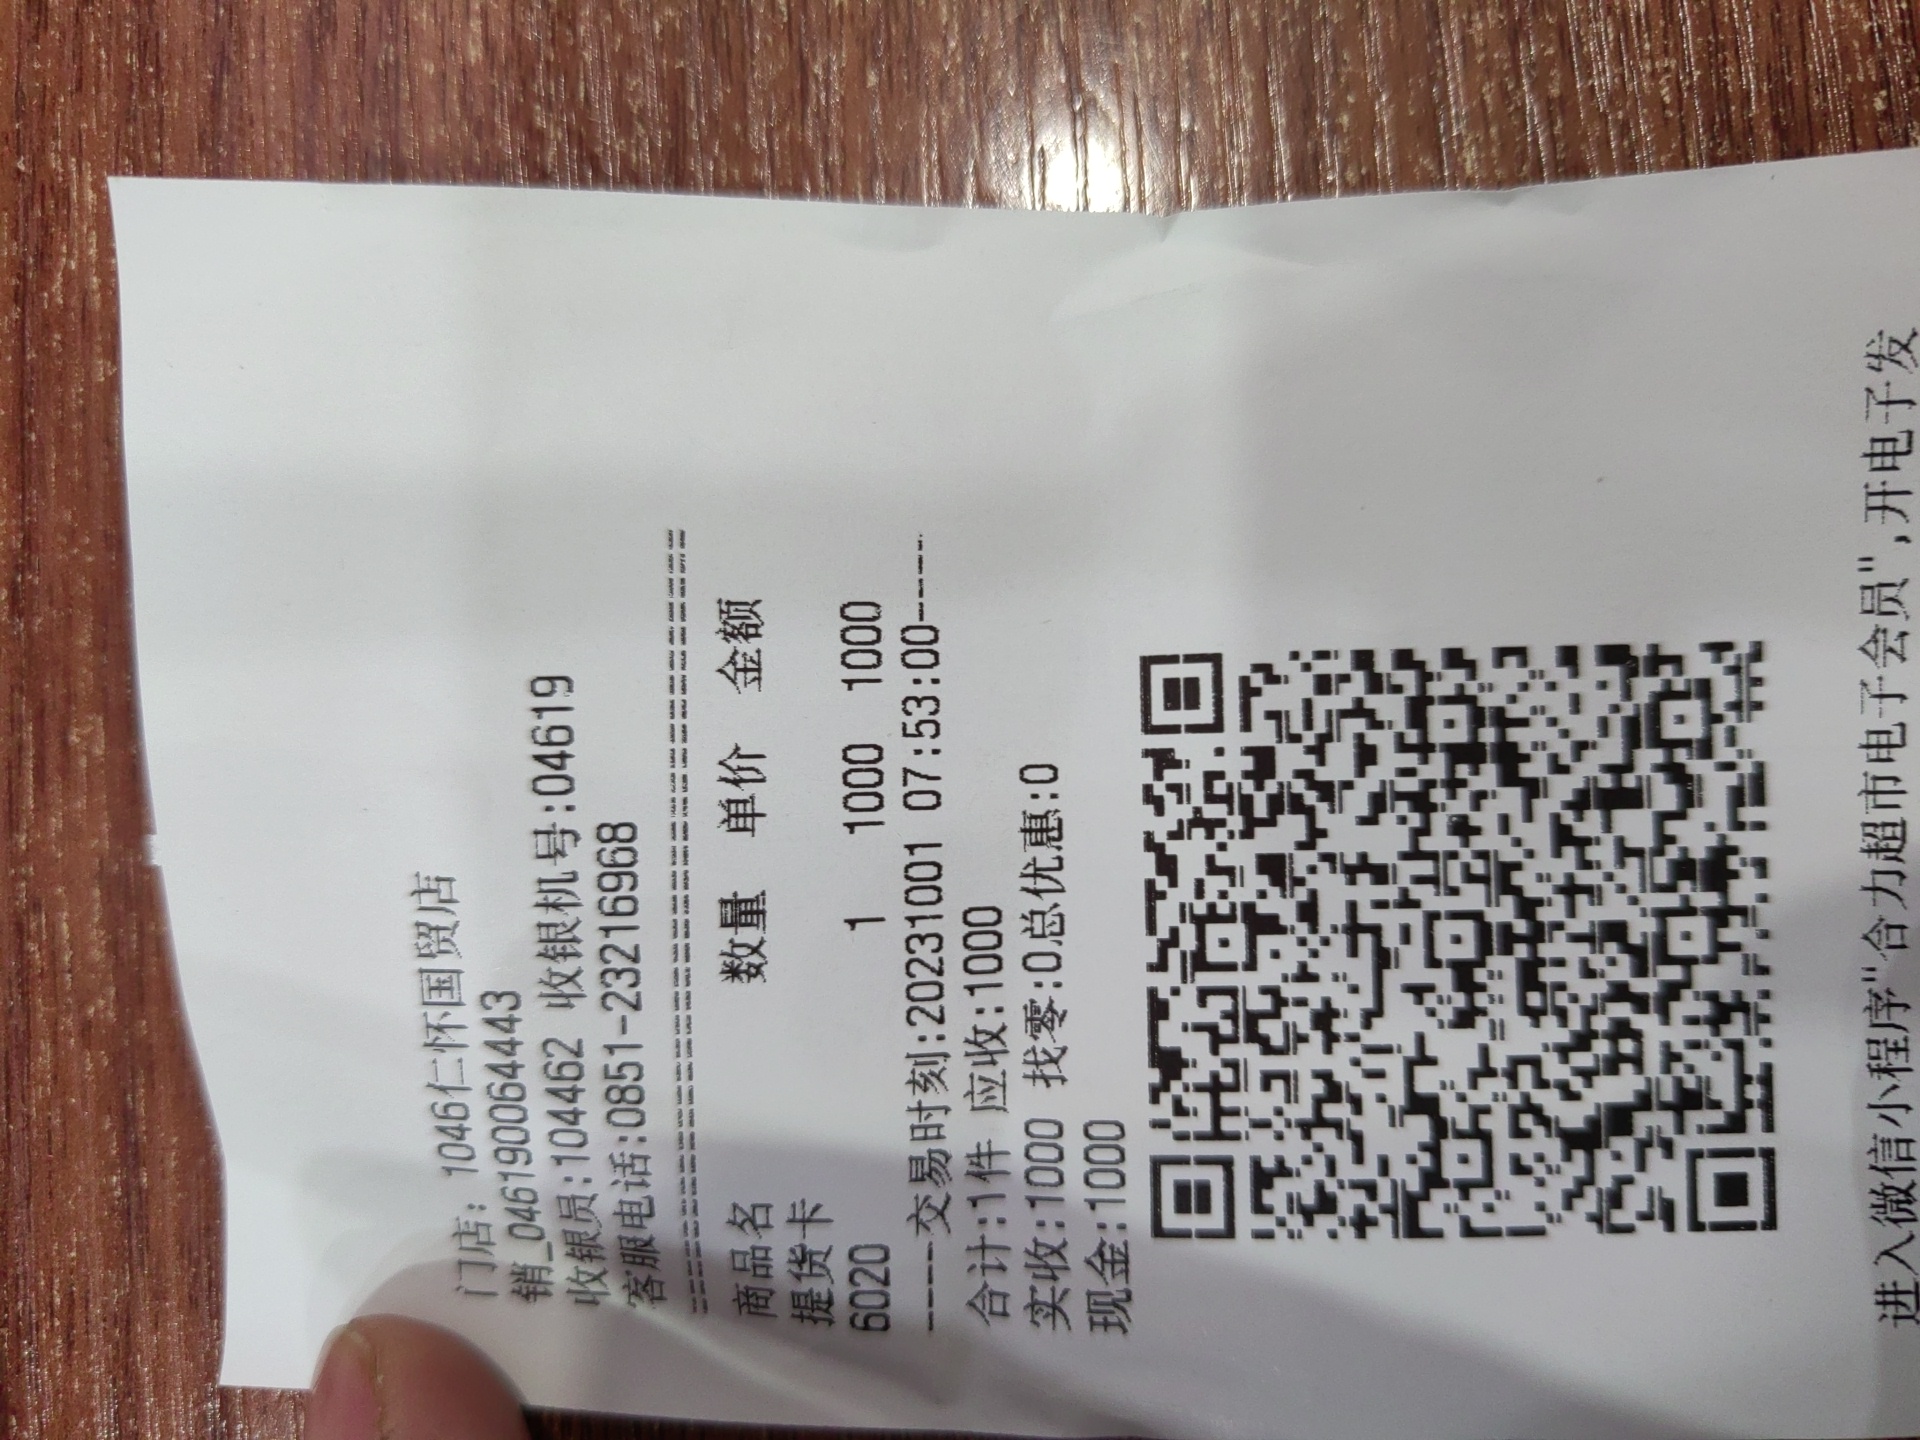 门店: 1046仁怀国贸店
销_0461900644443
收银员:104462 收银机号:04619
客服电话:0851-23216968
==========================================
商品名 数量 单价 金额
提货卡
6020 1 1000 1000
-----交易时刻:20231001 07:53:00-----
合计:1件 应收:1000
实收:1000 找零:0总优惠:0
现金:1000
进入微信小程序"合力超市电子会员",开电子发